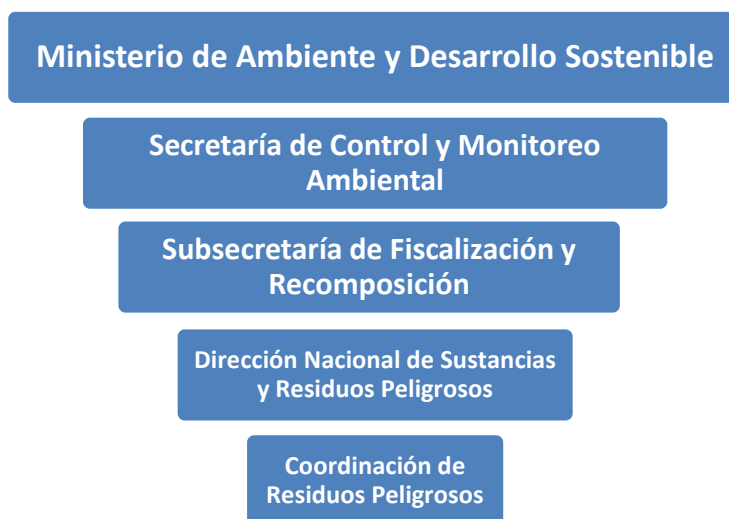 Ministerio de Ambiente y Desarrollo Sostenible
Secretaría de Control y Monitoreo
Ambiental
Subsecretaría de Fiscalización y
Recomposición
Dirección Nacional de Sustancias
y Residuos Peligrosos
Coordinación de
Residuos Peligrosos